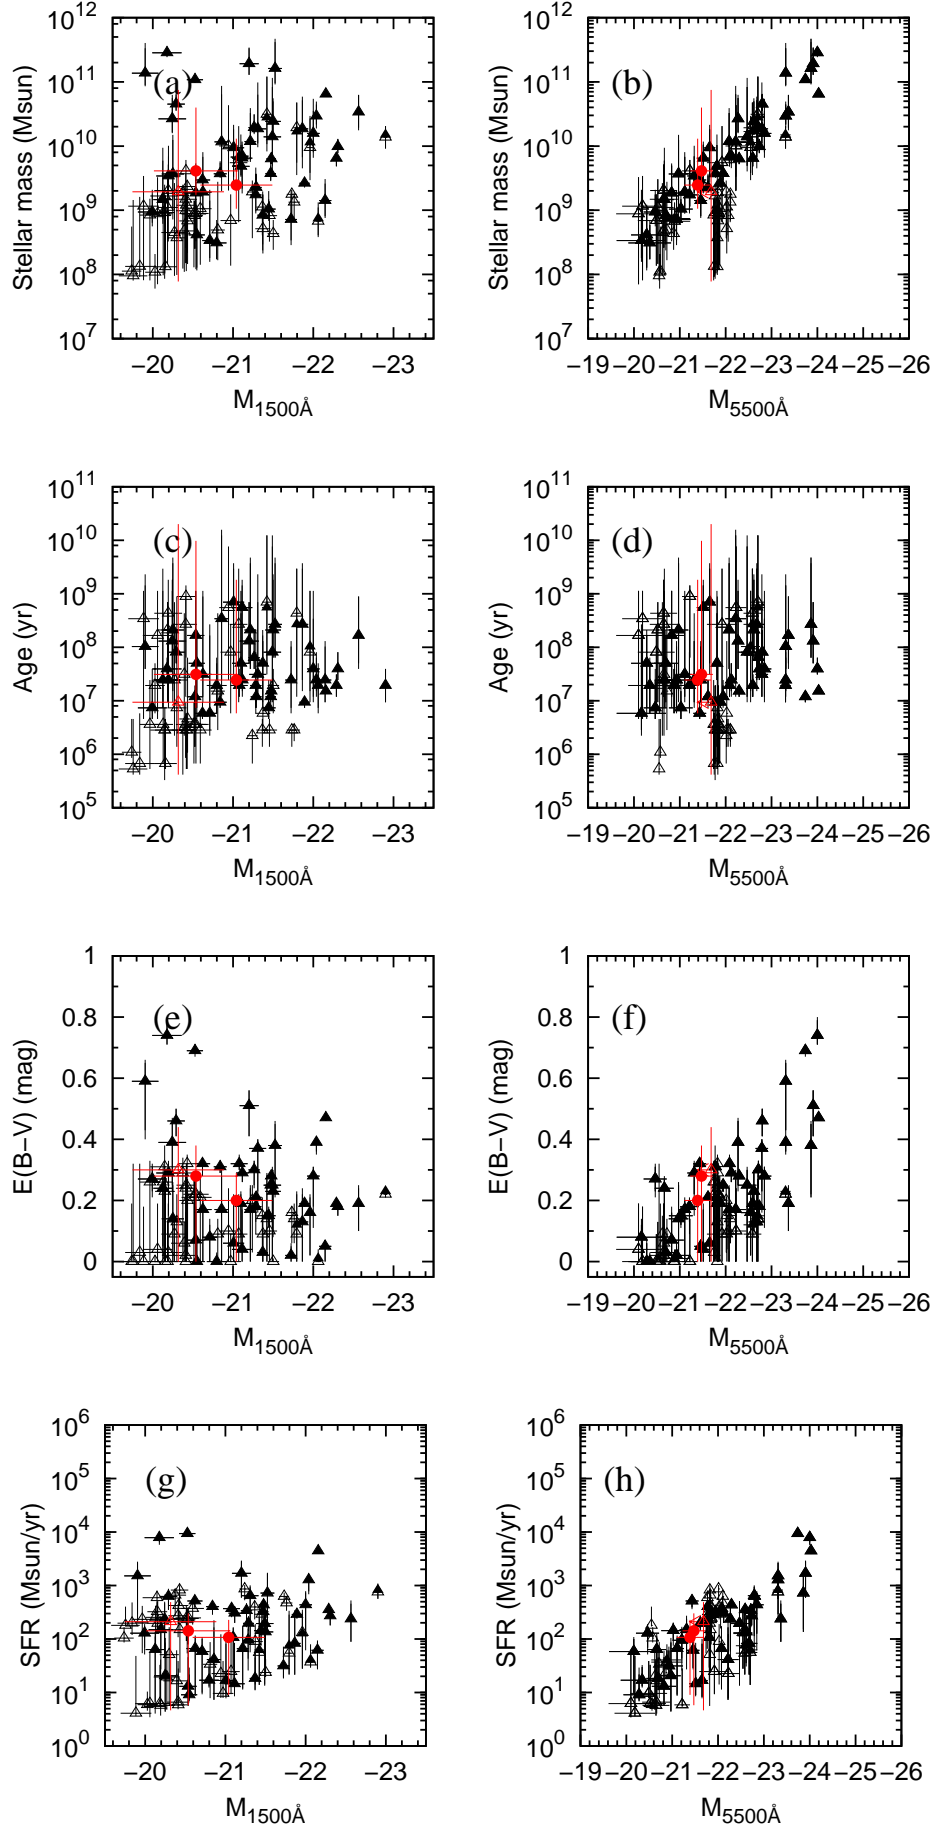 10^12
10^11
10^10
10^9
10^8
10^7
Stellar mass (Msun)
(a)
−20 −21 −22 −23
M1500Å
10^12
10^11
10^10
10^9
10^8
10^7
Stellar mass (Msun)
(b)
−19 −20 −21 −22 −23 −24 −25 −26
M5500Å
10^11
10^10
10^9
10^8
10^7
10^6
10^5
Age (yr)
(c)
−20 −21 −22 −23
M1500Å
10^11
10^10
10^9
10^8
10^7
10^6
10^5
Age (yr)
(d)
−19 −20 −21 −22 −23 −24 −25 −26
M5500Å
1
0.8
0.6
0.4
0.2
0
E(B−V) (mag)
(e)
−20 −21 −22 −23
M1500Å
1
0.8
0.6
0.4
0.2
0
E(B−V) (mag)
(f)
−19 −20 −21 −22 −23 −24 −25 −26
M5500Å
10^6
10^5
10^4
10^3
10^2
10^1
10^0
SFR (Msun/yr)
(g)
−20 −21 −22 −23
M1500Å
10^6
10^5
10^4
10^3
10^2
10^1
10^0
SFR (Msun/yr)
(h)
−19 −20 −21 −22 −23 −24 −25 −26
M5500Å